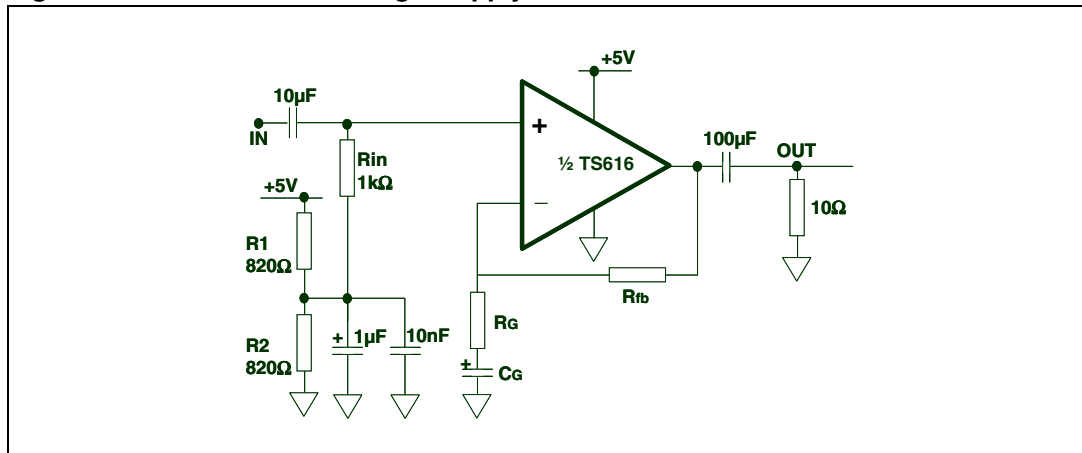 +5V
10µF
IN
+
½ TS616
100µF
OUT
Rin
1kΩ
+5V
–
10Ω
R1
820Ω
Rfb
R2
820Ω
+
1µF
10nF
RG
+
CG